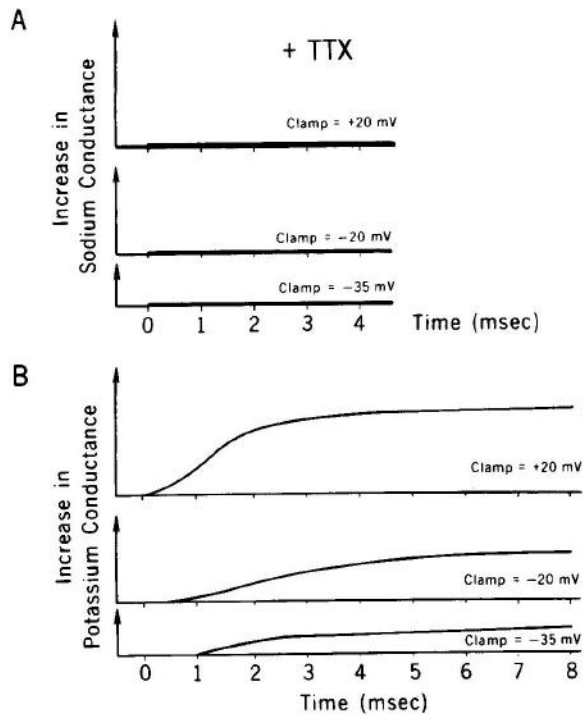 A
+ TTX
Increase in
Sodium Conductance
Clamp = +20 mV
Clamp = −20 mV
Clamp = −35 mV
0 1 2 3 4 Time (msec)
B
Increase in
Potassium Conductance
Clamp = +20 mV
Clamp = −20 mV
Clamp = −35 mV
0 1 2 3 4 5 6 7 8
Time (msec)